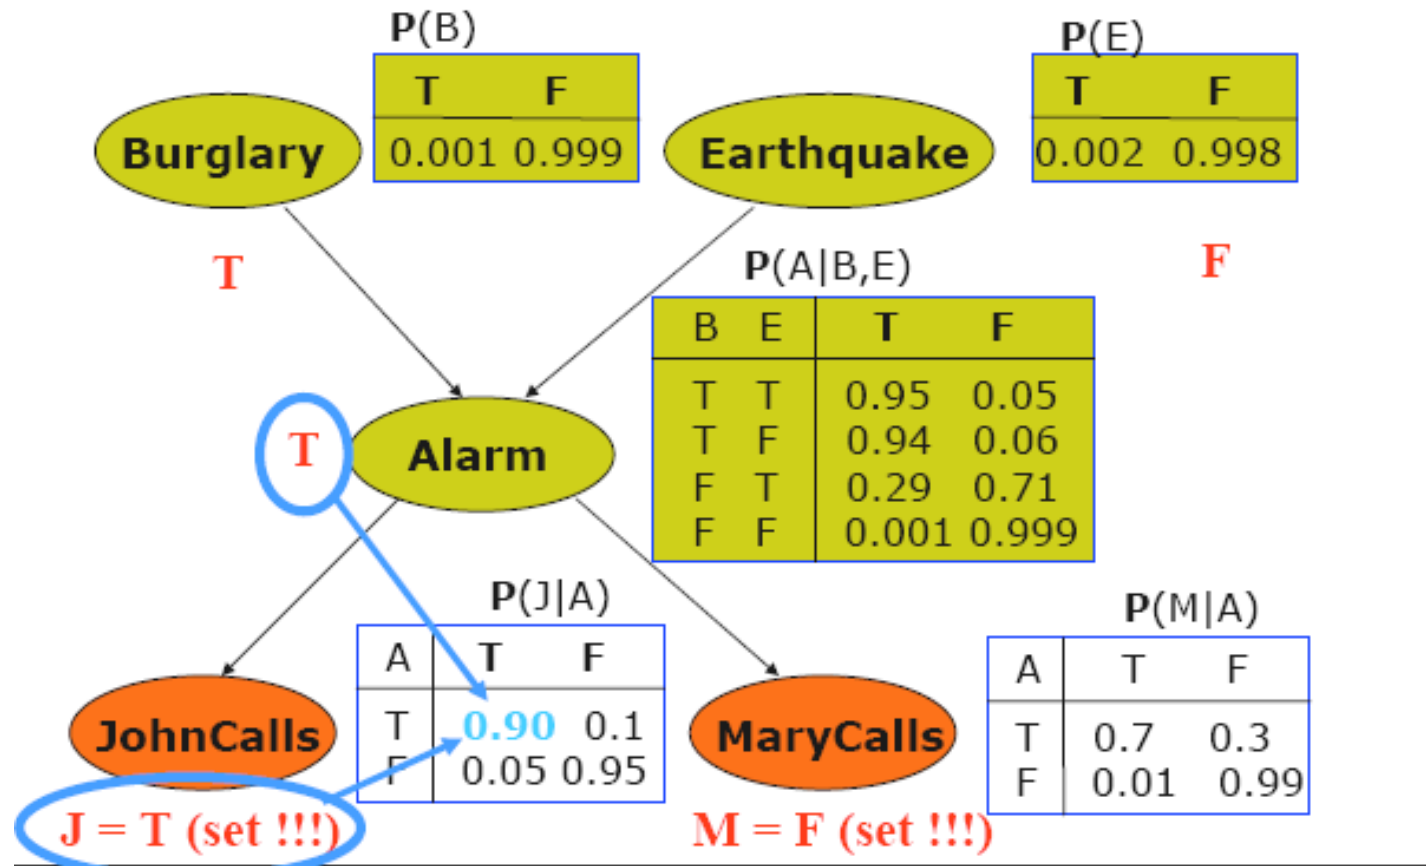 P(B)
T F
0.001 0.999
P(E)
T F
0.002 0.998
Burglary
Earthquake
T
F
P(A|B,E)
B E T F
T T 0.95 0.05
T F 0.94 0.06
F T 0.29 0.71
F F 0.001 0.999
T
Alarm
P(J|A)
A T F
T 0.90 0.1
F 0.05 0.95
P(M|A)
A T F
T 0.7 0.3
F 0.01 0.99
JohnCalls
MaryCalls
J = T (set !!!)
M = F (set !!!)